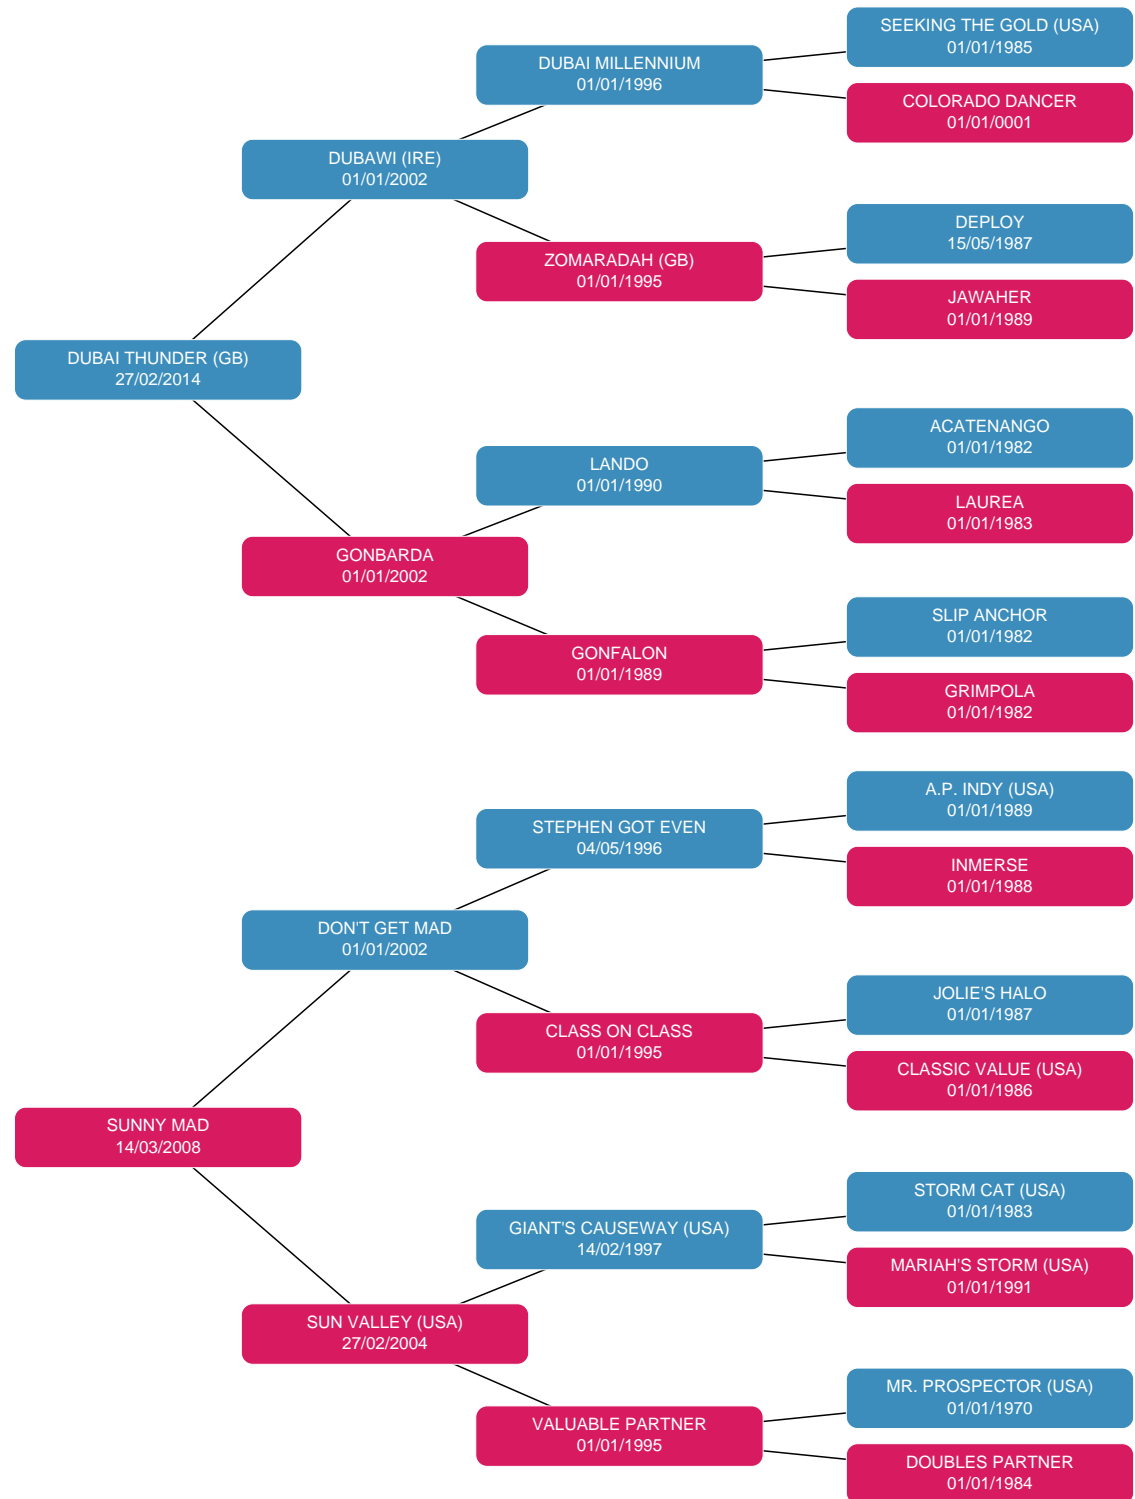 SEEKING THE GOLD (USA)
01/01/1985
DUBAI MILLENNIUM
01/01/1996
COLORADO DANCER
01/01/0001
DUBAWI (IRE)
01/01/2002
DEPLOY
15/05/1987
ZOMARADAH (GB)
01/01/1995
JAWAHER
01/01/1989
DUBAI THUNDER (GB)
27/02/2014
ACATENANGO
01/01/1982
LANDO
01/01/1990
LAUREA
01/01/1983
GONBARDA
01/01/2002
SLIP ANCHOR
01/01/1982
GONFALON
01/01/1989
GRIMPOLA
01/01/1982
A.P. INDY (USA)
01/01/1989
STEPHEN GOT EVEN
04/05/1996
INMERSE
01/01/1988
DON'T GET MAD
01/01/2002
JOLIE'S HALO
01/01/1987
CLASS ON CLASS
01/01/1995
CLASSIC VALUE (USA)
01/01/1986
SUNNY MAD
14/03/2008
STORM CAT (USA)
01/01/1983
GIANT'S CAUSEWAY (USA)
14/02/1997
MARIAH'S STORM (USA)
01/01/1991
SUN VALLEY (USA)
27/02/2004
MR. PROSPECTOR (USA)
01/01/1970
VALUABLE PARTNER
01/01/1995
DOUBLES PARTNER
01/01/1984